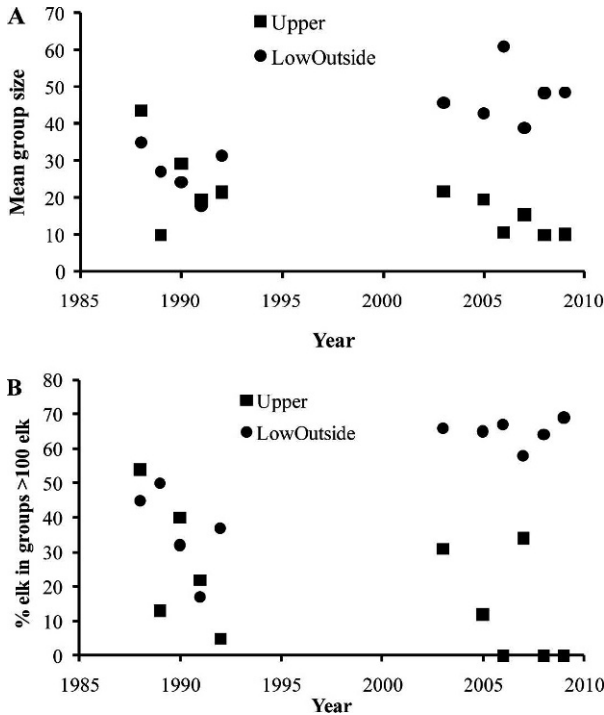 A
Upper
LowOutside
Mean group size
70
60
50
40
30
20
10
0
1985 1990 1995 2000 2005 2010
Year
B
Upper
LowOutside
% elk in groups >100 elk
80
70
60
50
40
30
20
10
0
1985 1990 1995 2000 2005 2010
Year